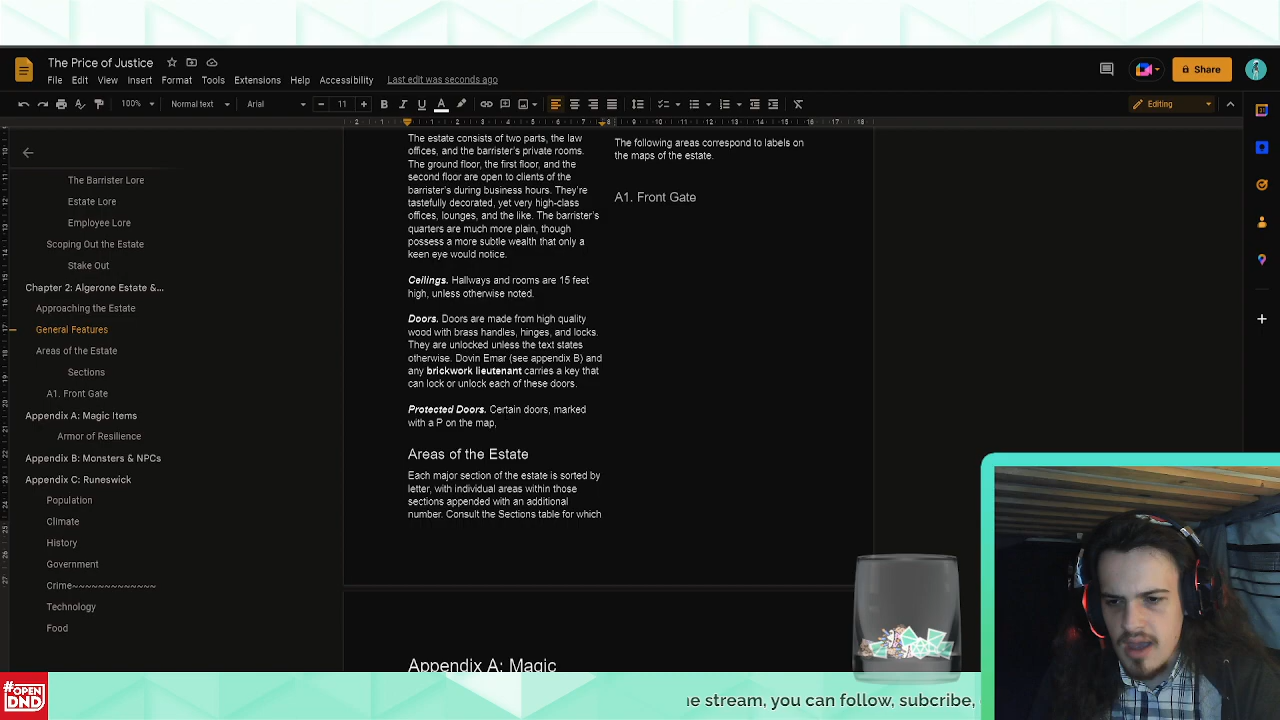 The Price of Justice
File Edit View Insert Format Tools Extensions Help Accessibility Last edit was seconds ago
Share
100% Normal text Arial 11 Editing
The Barrister Lore
Estate Lore
Employee Lore
Scoping Out the Estate
Stake Out
Chapter 2: Algerone Estate &...
Approaching the Estate
General Features
Areas of the Estate
Sections
A1. Front Gate
Appendix A: Magic Items
Armor of Resilience
Appendix B: Monsters & NPCs
Appendix C: Runeswick
Population
Climate
History
Government
Crime~~~~~~~~~~~~~
Technology
Food
The estate consists of two parts, the law
offices, and the barrister's private rooms.
The ground floor, the first floor, and the
second floor are open to clients of the
barrister's during business hours. They're
tastefully decorated, yet very high-class
offices, lounges, and the like. The barrister's
quarters are much more plain, though
possess a more subtle wealth that only a
keen eye would notice.
Ceilings. Hallways and rooms are 15 feet
high, unless otherwise noted.
Doors. Doors are made from high quality
wood with brass handles, hinges, and locks.
They are unlocked unless the text states
otherwise. Dovin Emar (see appendix B) and
any brickwork lieutenant carries a key that
can lock or unlock each of these doors.
Protected Doors. Certain doors, marked
with a P on the map,
Areas of the Estate
Each major section of the estate is sorted by
letter, with individual areas within those
sections appended with an additional
number. Consult the Sections table for which
The following areas correspond to labels on
the maps of the estate.
A1. Front Gate
Appendix A: Magic
#OPEN
DND
the stream, you can follow, subcribe,